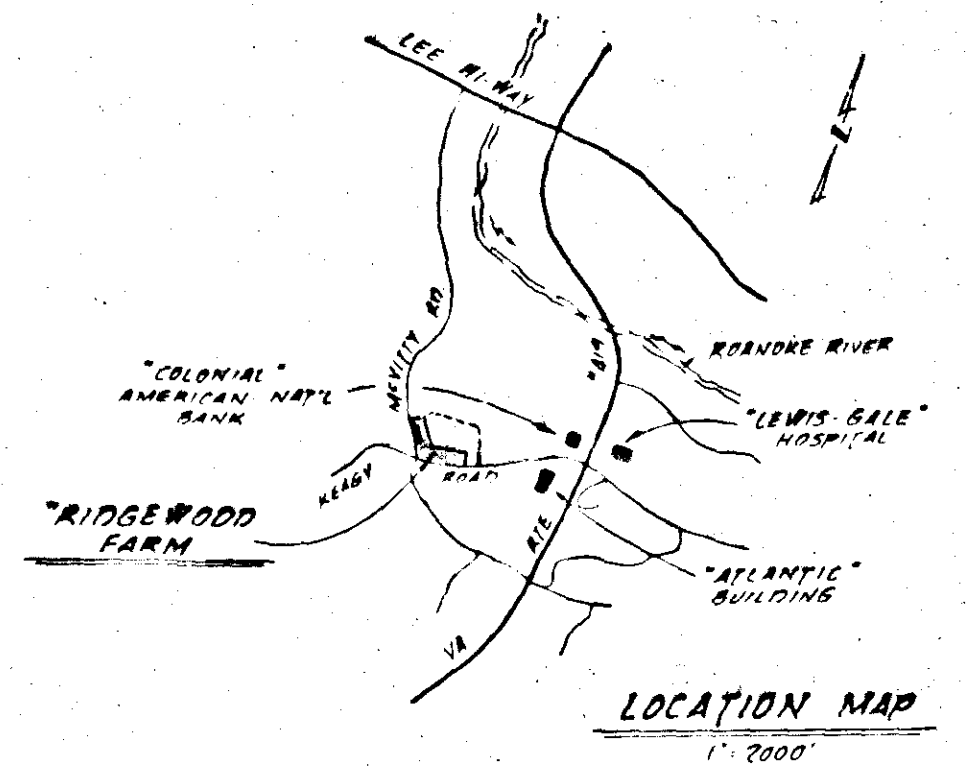 LEE HI-WAY
N
McVITTY RD.
"419"
ROANOKE RIVER
"COLONIAL"
AMERICAN NAT'L
BANK
"LEWIS-GALE"
HOSPITAL
KEAGY ROAD
"RIDGEWOOD
FARM
VA RTE
"ATLANTIC"
BUILDING
LOCATION MAP
1"=2000'